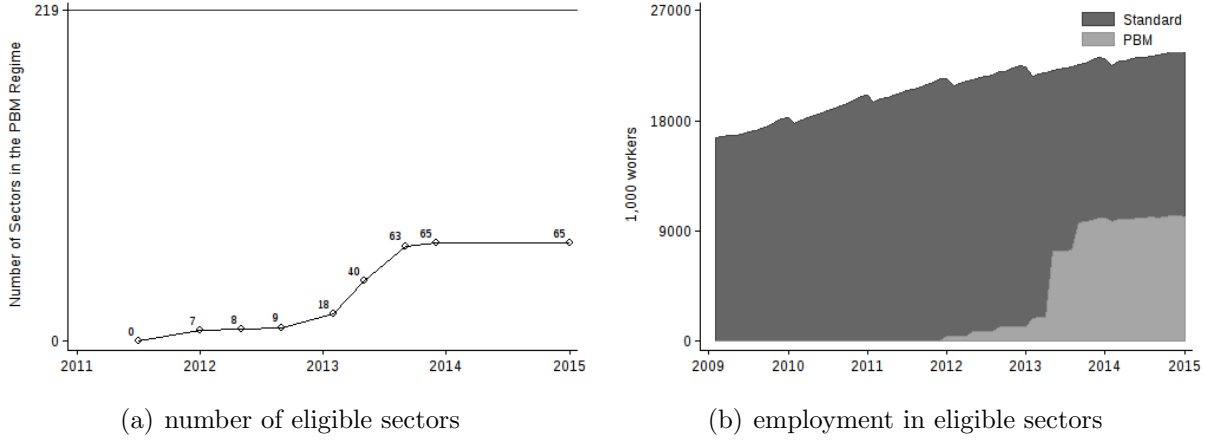 Number of Sectors in the PBM Regime
219
0
0
7
8
9
18
40
63
65
65
2011 2012 2013 2014 2015
(a) number of eligible sectors
1,000 workers
27000
18000
9000
0
Standard
PBM
2009 2010 2011 2012 2013 2014 2015
(b) employment in eligible sectors